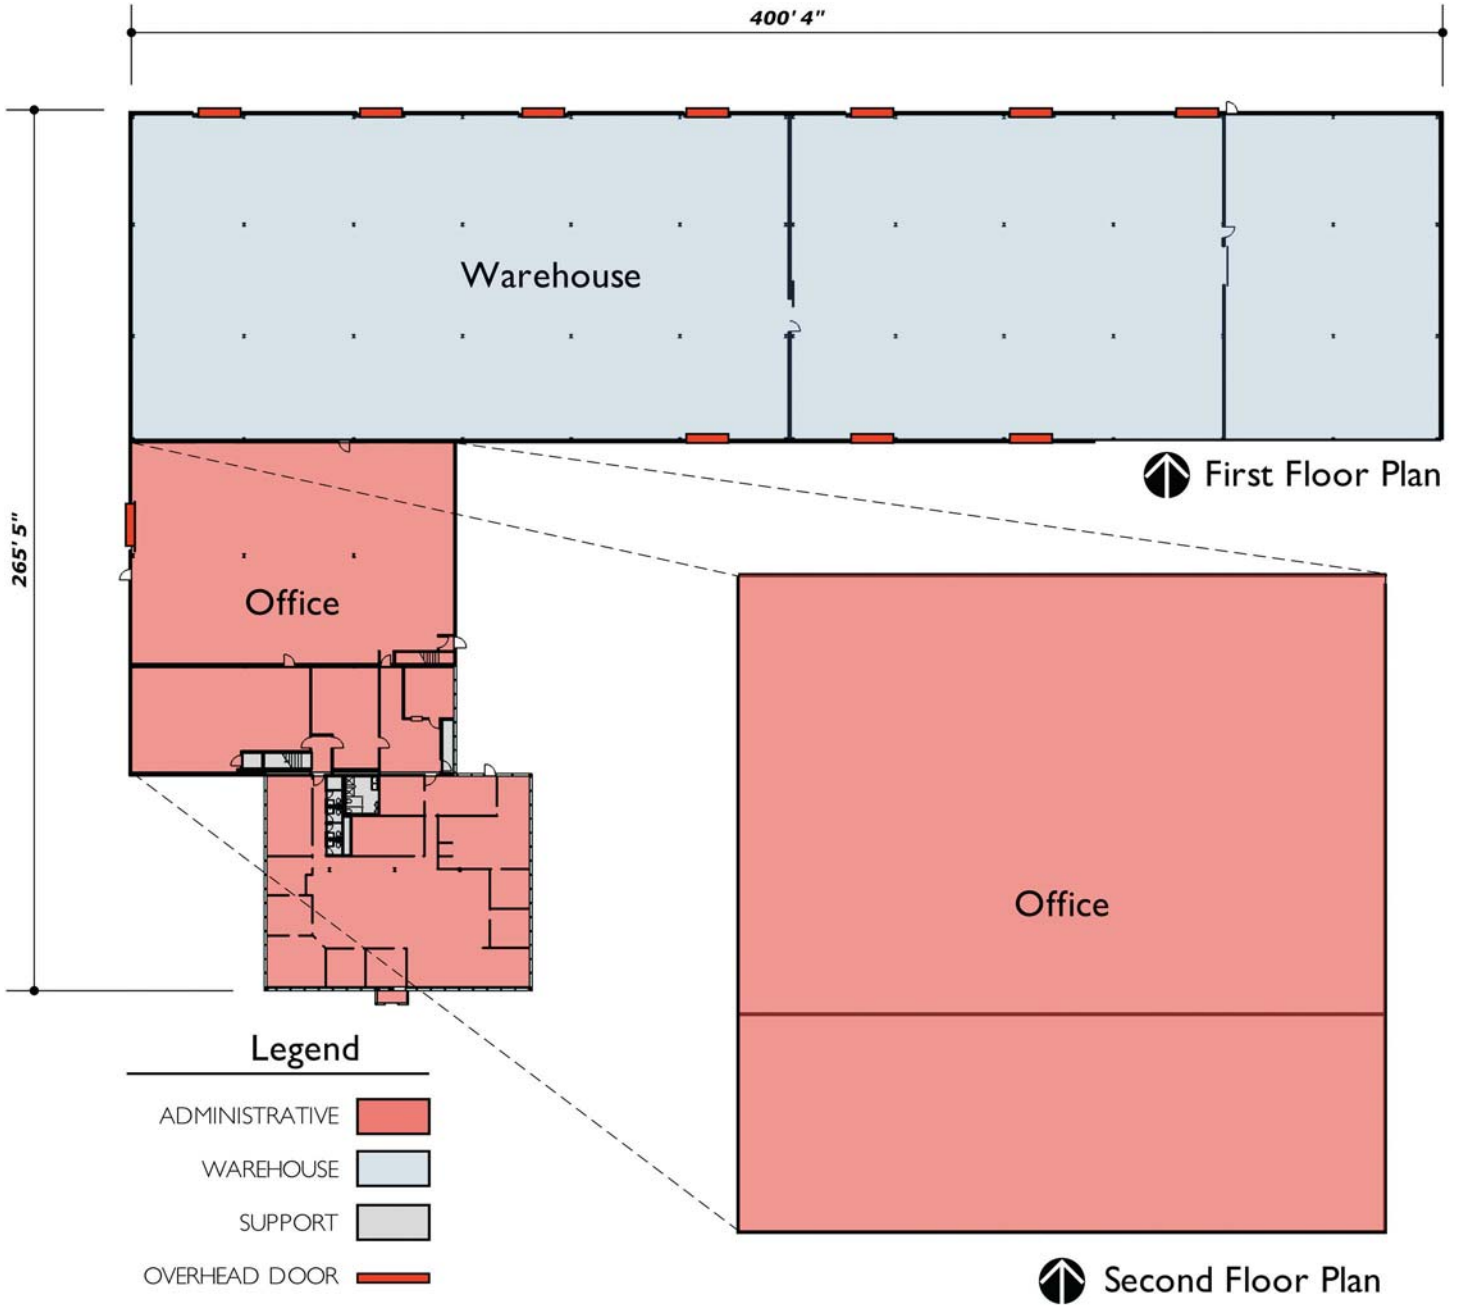 400' 4"
Warehouse
First Floor Plan
265' 5"
Office
Office
Legend
ADMINISTRATIVE
WAREHOUSE
SUPPORT
OVERHEAD DOOR
Second Floor Plan